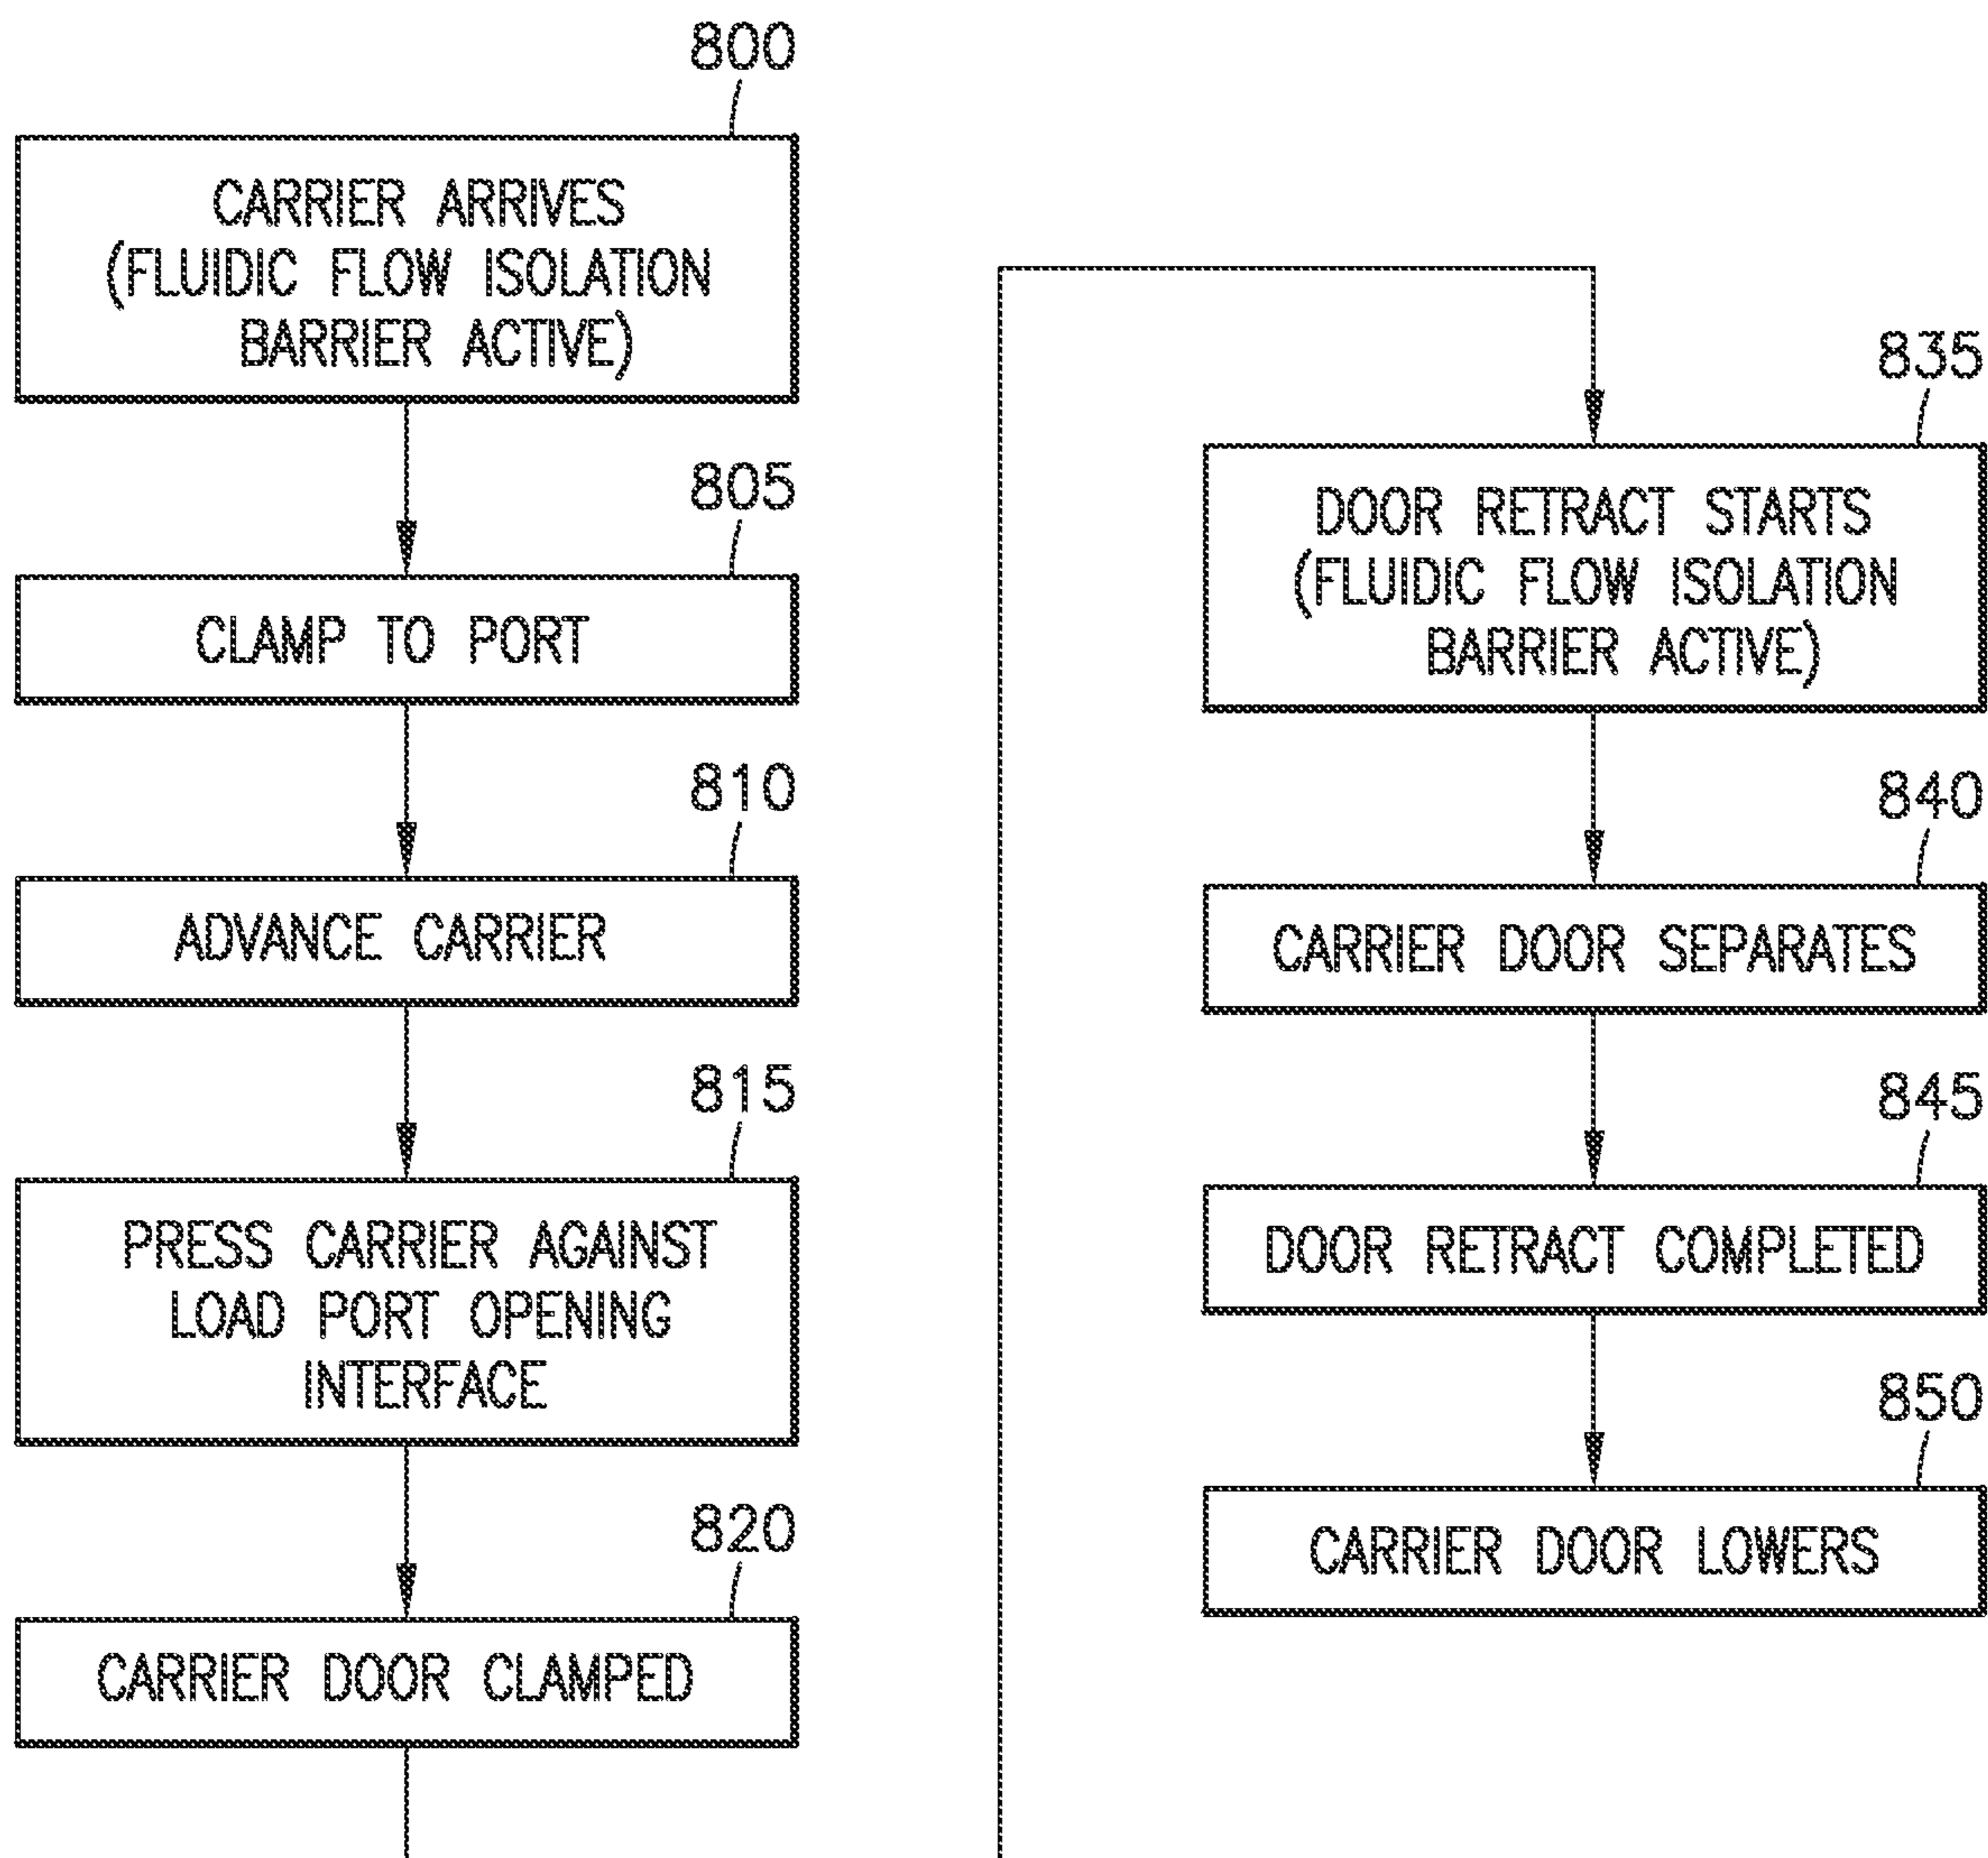 800
CARRIER ARRIVES
(FLUIDIC FLOW ISOLATION
BARRIER ACTIVE)
805
CLAMP TO PORT
810
ADVANCE CARRIER
815
PRESS CARRIER AGAINST
LOAD PORT OPENING
INTERFACE
820
CARRIER DOOR CLAMPED
835
DOOR RETRACT STARTS
(FLUIDIC FLOW ISOLATION
BARRIER ACTIVE)
840
CARRIER DOOR SEPARATES
845
DOOR RETRACT COMPLETED
850
CARRIER DOOR LOWERS